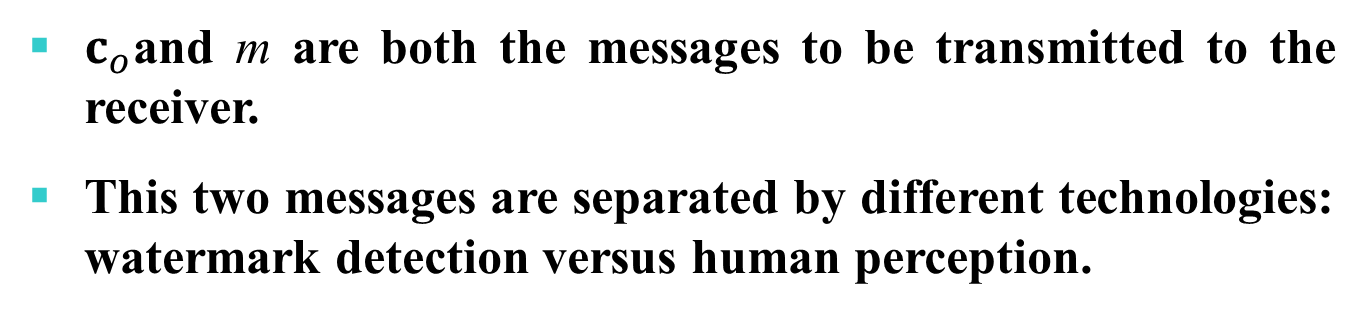 ▪ c₀ and m are both the messages to be transmitted to the
receiver.
▪ This two messages are separated by different technologies:
watermark detection versus human perception.